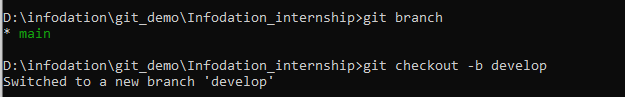 D:\infodation\git_demo\Infodation_internship>git branch
* main
D:\infodation\git_demo\Infodation_internship>git checkout -b develop
Switched to a new branch 'develop'